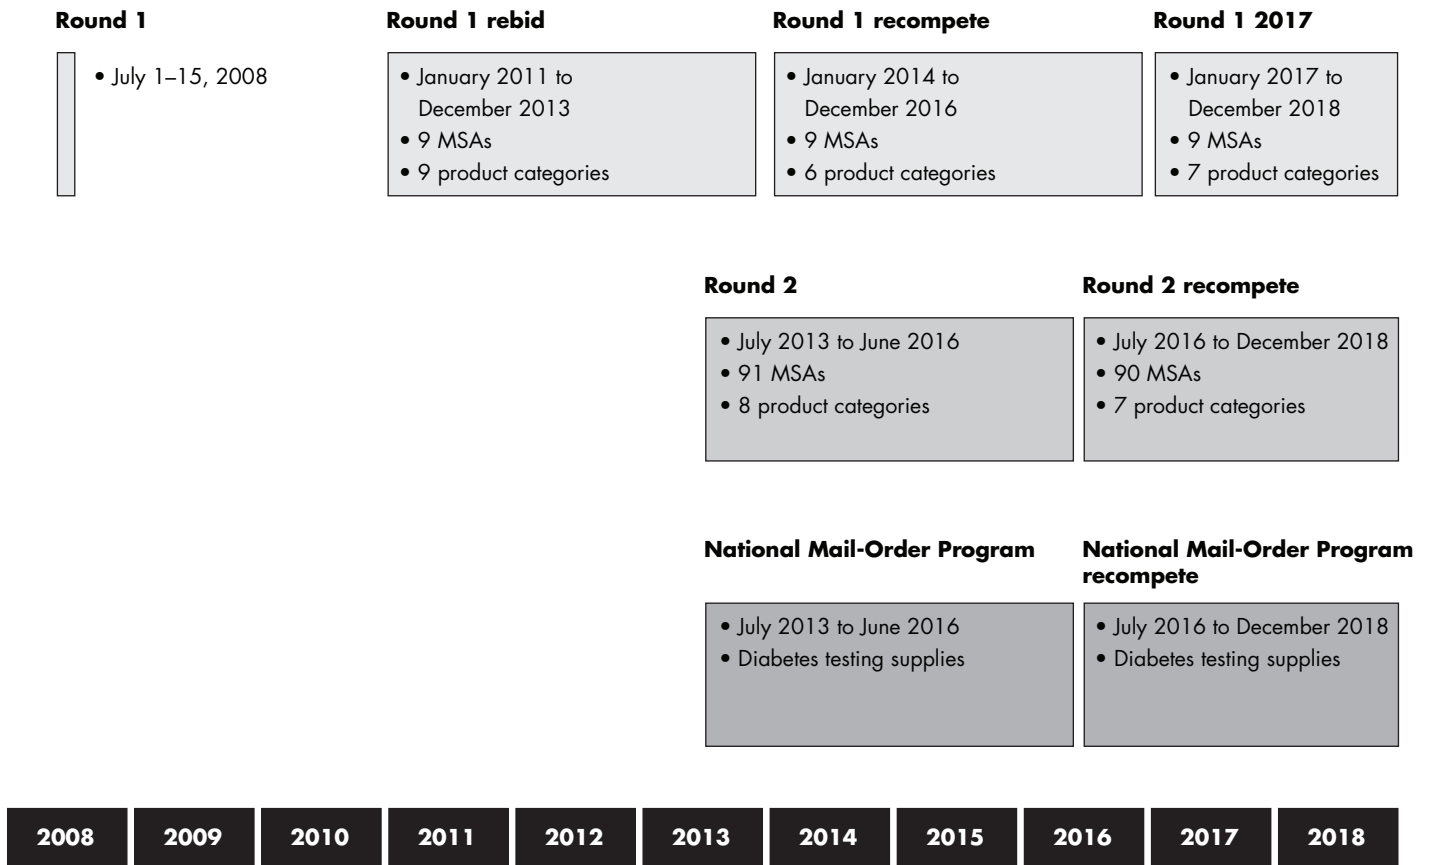 Round 1
• July 1–15, 2008
Round 1 rebid
• January 2011 to
December 2013
• 9 MSAs
• 9 product categories
Round 1 recompete
• January 2014 to
December 2016
• 9 MSAs
• 6 product categories
Round 1 2017
• January 2017 to
December 2018
• 9 MSAs
• 7 product categories
Round 2
• July 2013 to June 2016
• 91 MSAs
• 8 product categories
Round 2 recompete
• July 2016 to December 2018
• 90 MSAs
• 7 product categories
National Mail-Order Program
• July 2013 to June 2016
• Diabetes testing supplies
National Mail-Order Program
recompete
• July 2016 to December 2018
• Diabetes testing supplies
2008 2009 2010 2011 2012 2013 2014 2015 2016 2017 2018